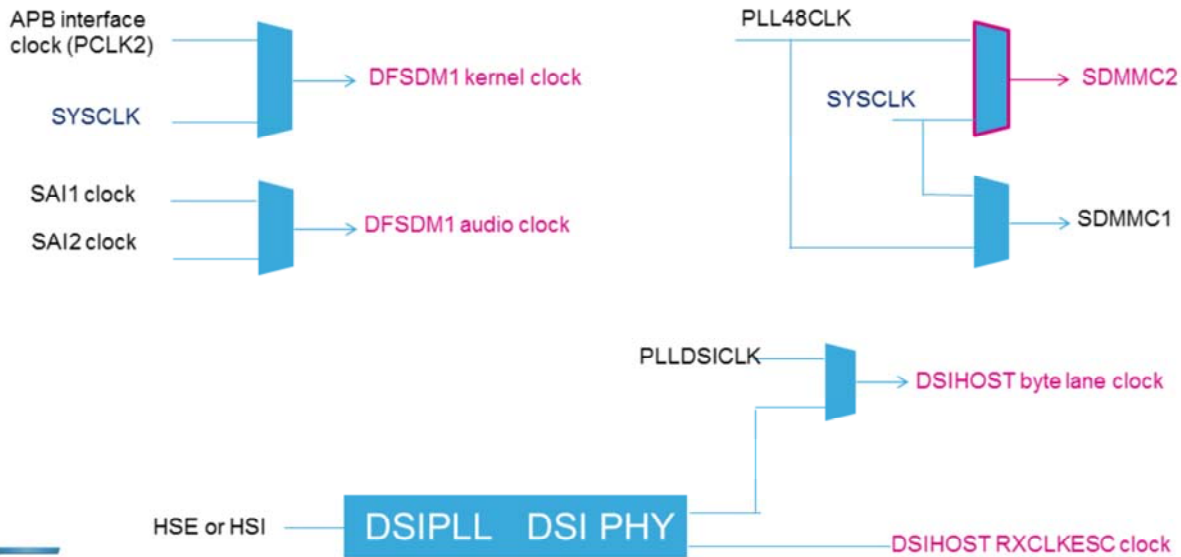 APB interface
clock (PCLK2)
DFSDM1 kernel clock
SYSCLK
SAI1 clock
SAI2 clock
DFSDM1 audio clock
PLL48CLK
SYSCLK
SDMMC2
SDMMC1
PLLDSICLK
DSIHOST byte lane clock
HSE or HSI
DSIPLL DSI PHY
DSIHOST RXCLKESC clock